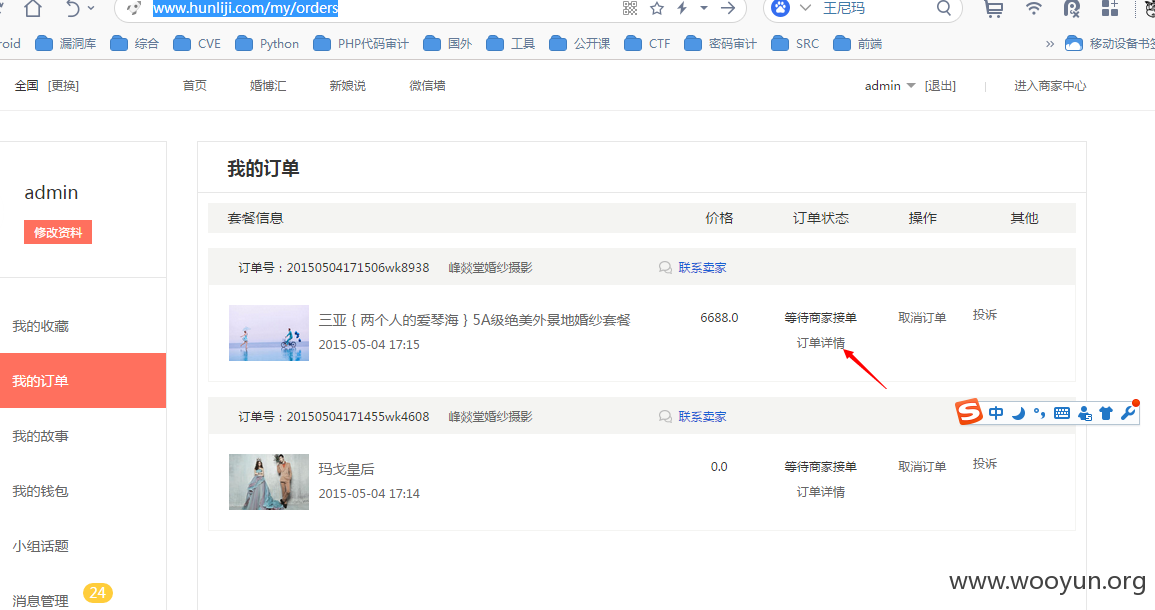 www.hunliji.com/my/orders 王尼玛
roid 漏洞库 综合 CVE Python PHP代码审计 国外 工具 公开课 CTF 密码审计 SRC 前端 » 移动设备书签
全国 [更换] 首页 婚博汇 新娘说 微信墙 admin [退出] 进入商家中心
admin
修改资料
我的收藏
我的订单
我的故事
我的钱包
小组话题
消息管理 24
我的订单
套餐信息 价格 订单状态 操作 其他
订单号：20150504171506wk8938 峰燚堂婚纱摄影 联系卖家
三亚｛两个人的爱琴海｝5A级绝美外景地婚纱套餐 6688.0 等待商家接单 取消订单 投诉
2015-05-04 17:15 订单详情
订单号：20150504171455wk4608 峰燚堂婚纱摄影 联系卖家
玛戈皇后 0.0 等待商家接单 取消订单 投诉
2015-05-04 17:14 订单详情
S 中
www.wooyun.org